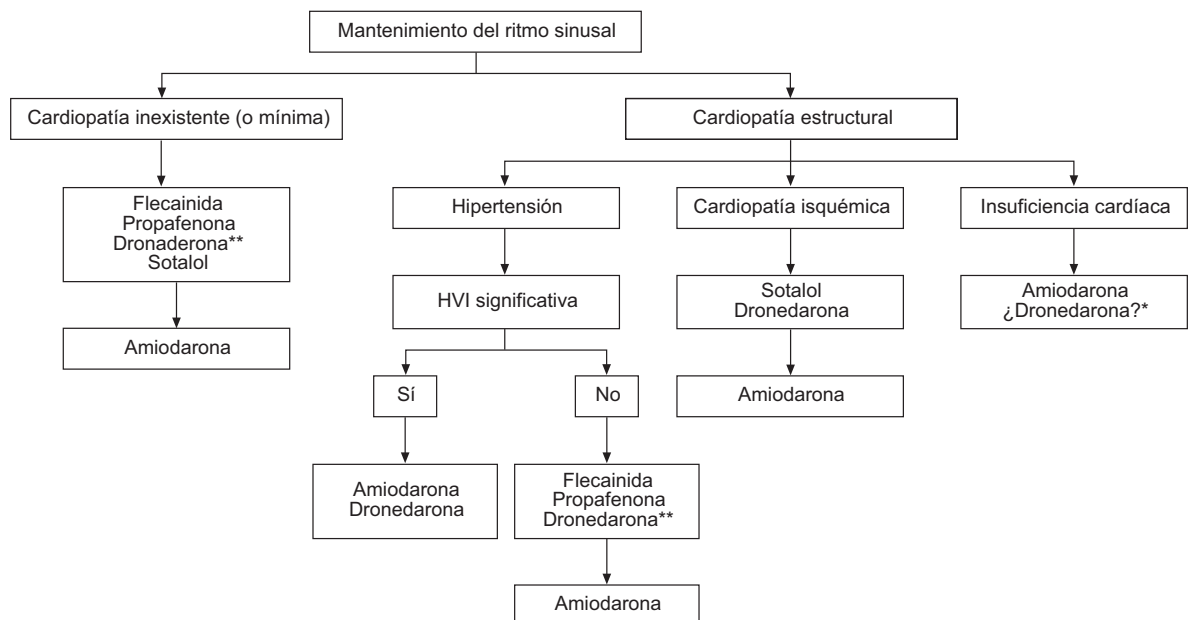 Mantenimiento del ritmo sinusal
Cardiopatía inexistente (o mínima)
Cardiopatía estructural
Flecainida
Propafenona
Dronaderona**
Sotalol
Amiodarona
Hipertensión
Cardiopatía isquémica
Insuficiencia cardíaca
HVI significativa
Sotalol
Dronedarona
Amiodarona
¿Dronedarona?*
Sí
No
Amiodarona
Amiodarona
Dronedarona
Flecainida
Propafenona
Dronedarona**
Amiodarona